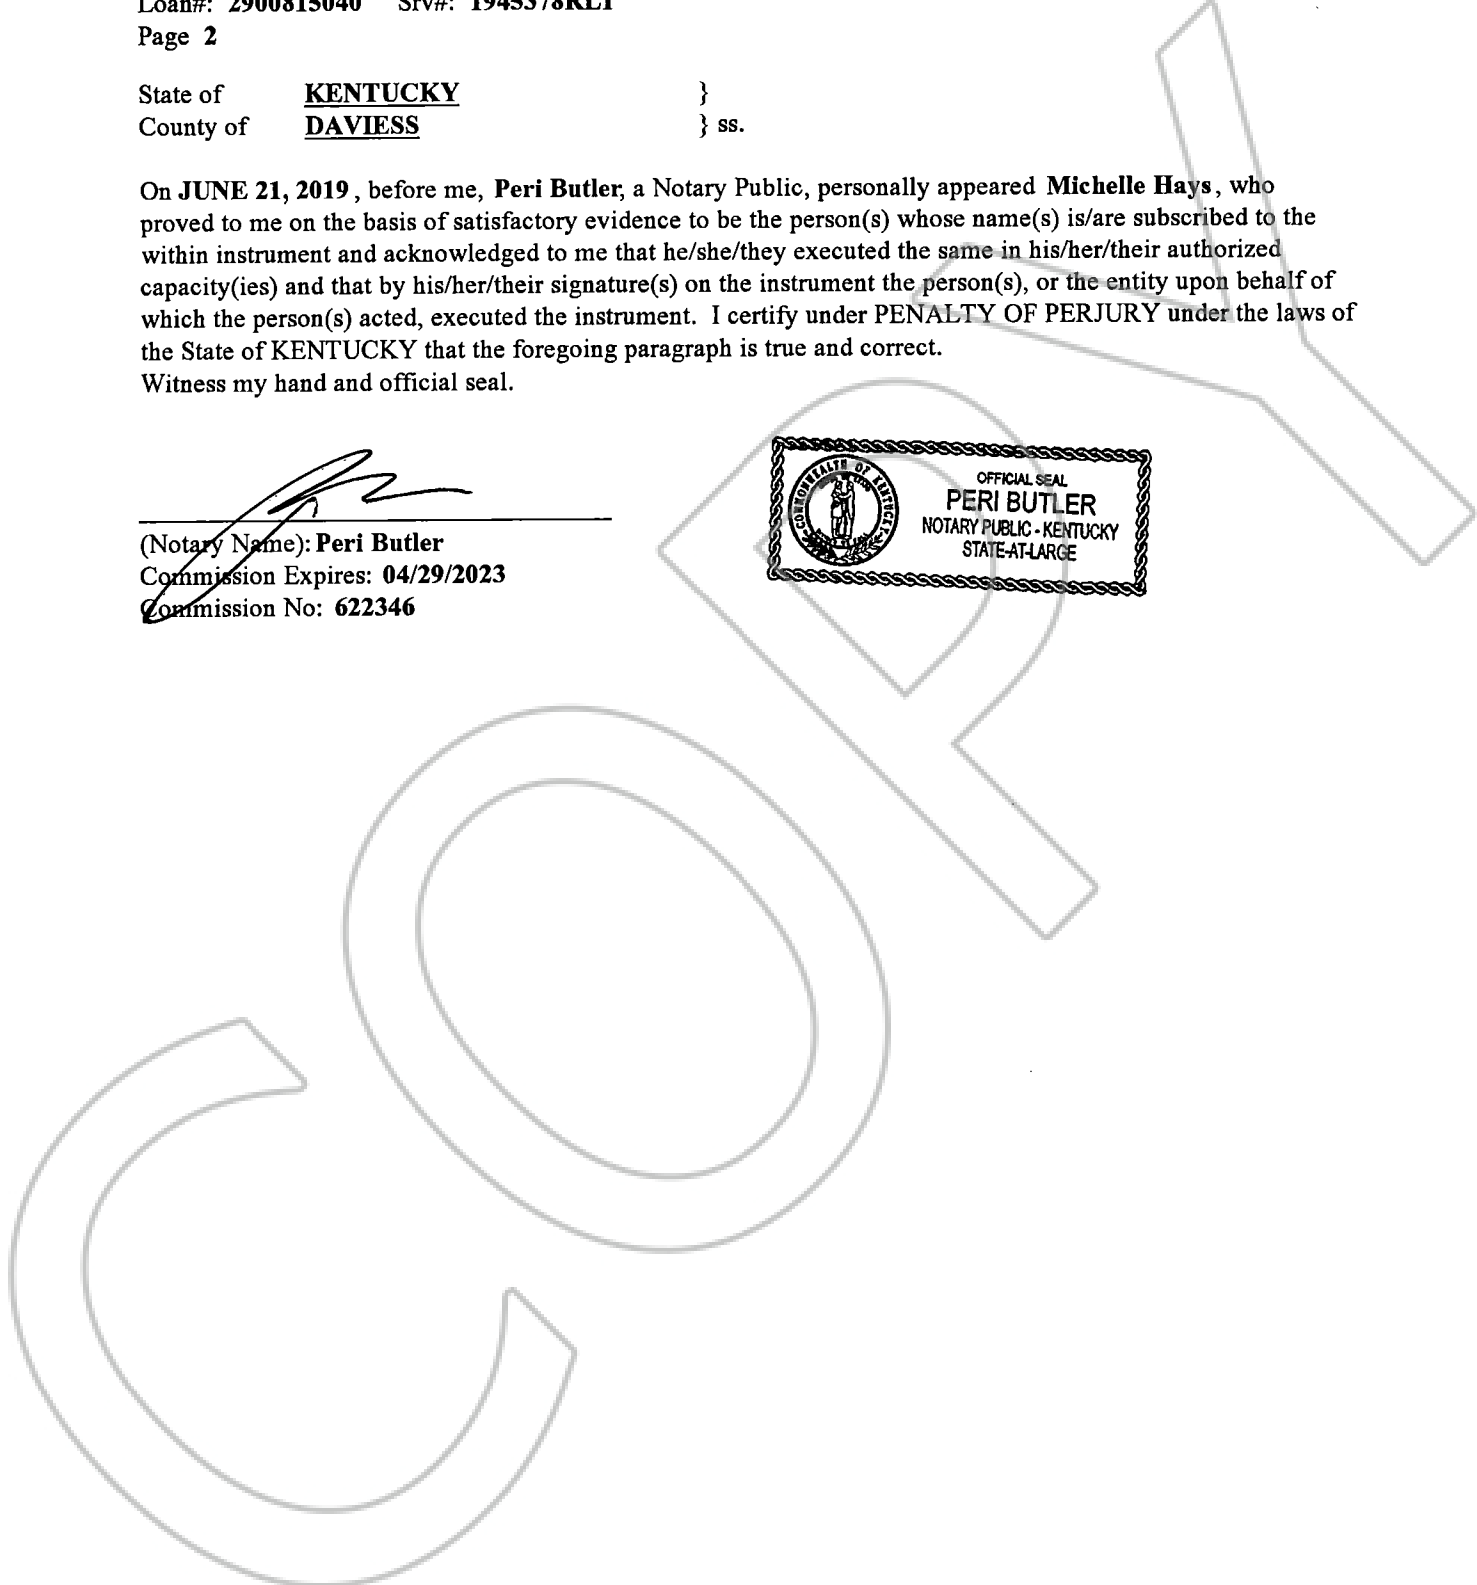 Loan#: 2900815040 Srv#: 1945378RL1
Page 2
State of KENTUCKY }
County of DAVIESS } ss.
On JUNE 21, 2019 , before me, Peri Butler, a Notary Public, personally appeared Michelle Hays , who
proved to me on the basis of satisfactory evidence to be the person(s) whose name(s) is/are subscribed to the
within instrument and acknowledged to me that he/she/they executed the same in his/her/their authorized
capacity(ies) and that by his/her/their signature(s) on the instrument the person(s), or the entity upon behalf of
which the person(s) acted, executed the instrument. I certify under PENALTY OF PERJURY under the laws of
the State of KENTUCKY that the foregoing paragraph is true and correct.
Witness my hand and official seal.
(Notary Name): Peri Butler
Commission Expires: 04/29/2023
Commission No: 622346
COMMONWEALTH OF KENTUCKY
OFFICIAL SEAL
PERI BUTLER
NOTARY PUBLIC - KENTUCKY
STATE-AT-LARGE
COPY